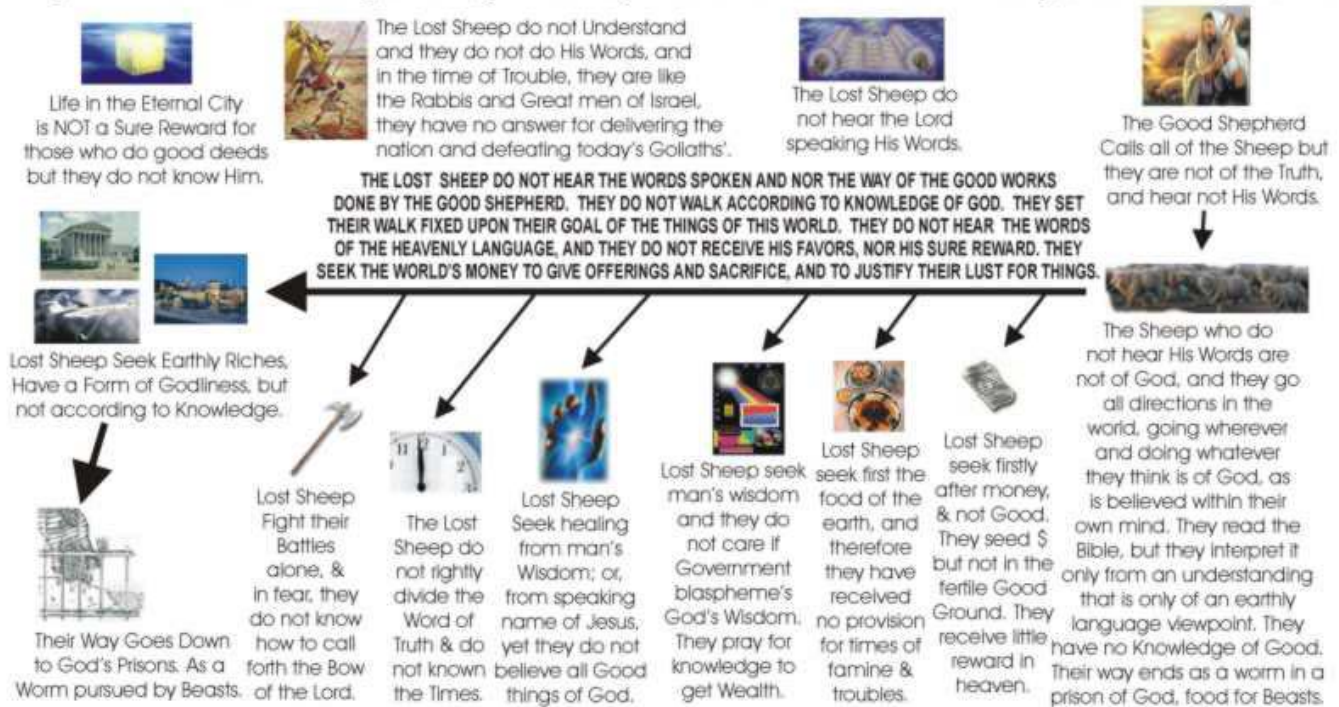 Life in the Eternal City
is NOT a Sure Reward for
those who do good deeds
but they do not know Him.
The Lost Sheep do not Understand
and they do not do His Words, and
in the time of Trouble, they are like
the Rabbis and Great men of Israel,
they have no answer for delivering the
nation and defeating today's Goliaths'.
The Lost Sheep do
not hear the Lord
speaking His Words.
The Good Shepherd
Calls all of the Sheep but
they are not of the Truth,
and hear not His Words.
THE LOST SHEEP DO NOT HEAR THE WORDS SPOKEN AND NOR THE WAY OF THE GOOD WORKS
DONE BY THE GOOD SHEPHERD. THEY DO NOT WALK ACCORDING TO KNOWLEDGE OF GOD. THEY SET
THEIR WALK FIXED UPON THEIR GOAL OF THE THINGS OF THIS WORLD. THEY DO NOT HEAR THE WORDS
OF THE HEAVENLY LANGUAGE, AND THEY DO NOT RECEIVE HIS FAVORS, NOR HIS SURE REWARD. THEY
SEEK THE WORLD'S MONEY TO GIVE OFFERINGS AND SACRIFICE, AND TO JUSTIFY THEIR LUST FOR THINGS.
Lost Sheep Seek Earthly Riches,
Have a Form of Godliness, but
not according to Knowledge.
Their Way Goes Down
to God's Prisons. As a
Worm pursued by Beasts.
Lost Sheep
Fight their
Battles
alone, &
in fear, they
do not know
how to call
forth the Bow
of the Lord.
11
1
2
The Lost
Sheep do
not rightly
divide the
Word of
Truth & do
not known
the Times.
Lost Sheep
Seek healing
from man's
Wisdom; or,
from speaking
name of Jesus,
yet they do not
believe all Good
things of God.
Lost Sheep seek
man's wisdom
and they do
not care if
Government
blaspheme's
God's Wisdom.
They pray for
knowledge to
get Wealth.
Lost Sheep
seek first the
food of the
earth, and
therefore
they have
received
no provision
for times of
famine &
troubles.
Lost Sheep
seek firstly
after money,
& not Good.
They seed $
but not in the
fertile Good
Ground. They
receive little
reward in
heaven.
The Sheep who do
not hear His Words are
not of God, and they go
all directions in the
world, going wherever
and doing whatever
they think is of God, as
is believed within their
own mind. They read the
Bible, but they interpret it
only from an understanding
that is only of an earthly
language viewpoint. They
have no Knowledge of Good.
Their way ends as a worm in a
prison of God, food for Beasts.